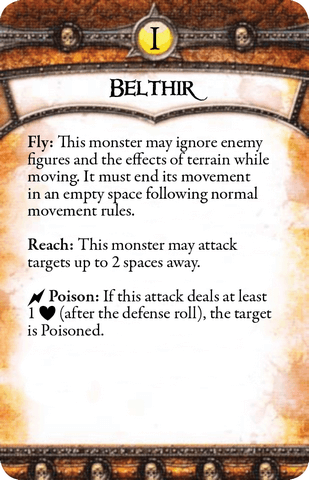 I
BELTHIR
Fly: This monster may ignore enemy
figures and the effects of terrain while
moving. It must end its movement
in an empty space following normal
movement rules.
Reach: This monster may attack
targets up to 2 spaces away.
Poison: If this attack deals at least
1 (after the defense roll), the target
is Poisoned.